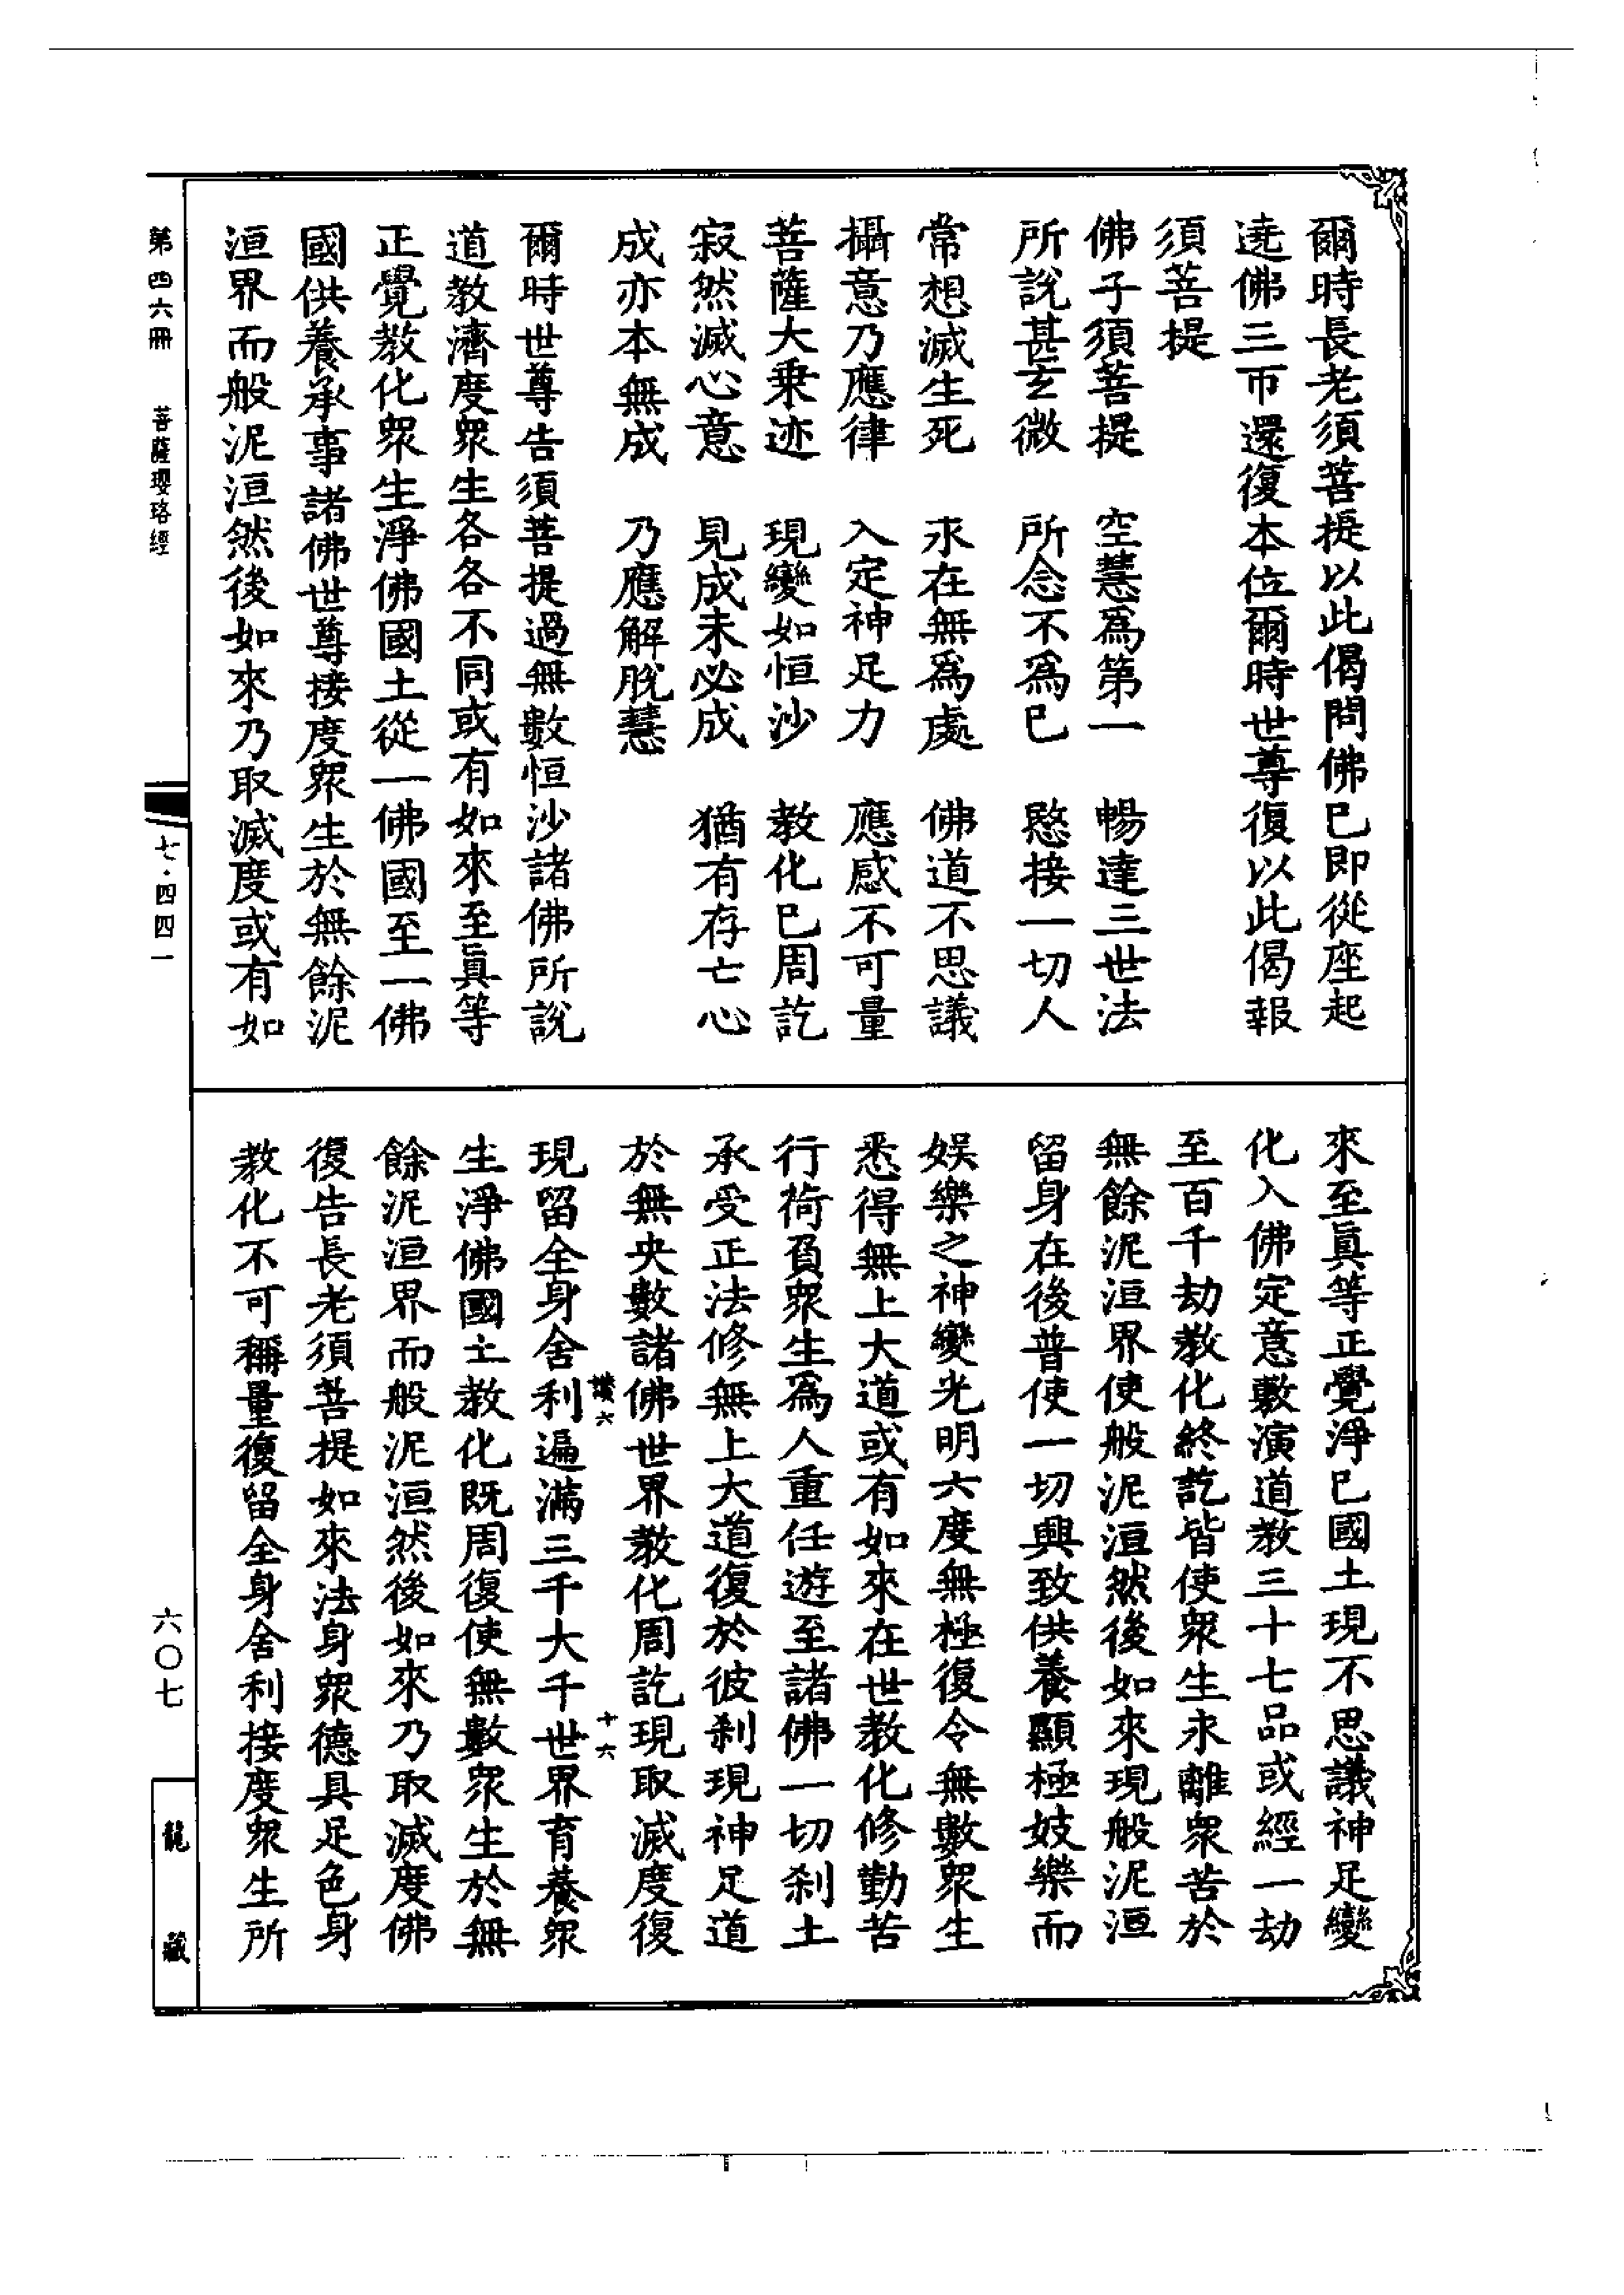 爾時長老須菩提以此偈問佛已即從座起
遶佛三帀還復本位爾時世尊復以此偈報
須菩提
佛子須菩提　空慧爲第一　暢達三世法
所說甚玄微　所念不爲已　愍接一切人
常想滅生死　永在無爲處　佛道不思議
攝意乃應律　入定神足力　應感不可量
菩薩大乗迹　現變如恒沙　教化已周訖
寂然滅心意　見成未必成　猶有存亡心
成亦本無成　乃應解脫慧
爾時世尊告須菩提過無數恒沙諸佛所說
道教濟度眾生各各不同或有如來至眞等
正覺教化眾生淨佛國土從一佛國至一佛
國供養承事諸佛世尊接度眾生於無餘泥
洹界而般泥洹然後如來乃取滅度或有如
來至眞等正覺淨已國土現不思議神足變
化入佛定意敷演道教三十七品或經一劫
至百千劫教化終訖皆使眾生永離眾苦於
無餘泥洹界使般泥洹然後如來現般泥洹
留身在後普使一切興致供養顯極妓樂而
娛樂之神變光明六度無極復令無數眾生
悉得無上大道或有如來在世教化修勤苦
行荷負眾生爲人重任遊至諸佛一切刹土
承受正法修無上大道復於彼刹現神足道
於無央數諸佛世界教化周訖現取滅度復
讚六　十六
現留全身舍利遍滿三千大千世界育養眾
生淨佛國土教化既周復使無數眾生於無
餘泥洹界而般泥洹然後如來乃取滅度佛
復告長老須菩提如來法身眾德具足色身
教化不可稱量復留全身舍利接度眾生所
第四六冊　菩薩瓔珞經
七·四四一
六〇七
龍藏